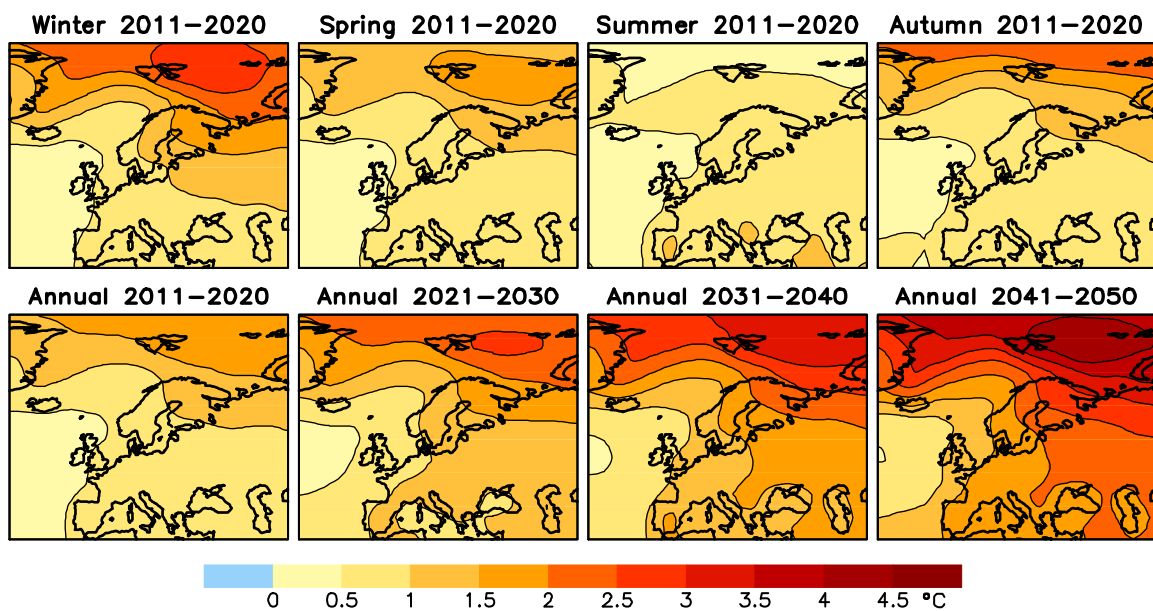 Winter 2011–2020 Spring 2011–2020 Summer 2011–2020 Autumn 2011–2020
Annual 2011–2020 Annual 2021–2030 Annual 2031–2040 Annual 2041–2050
0 0.5 1 1.5 2 2.5 3 3.5 4 4.5 °C